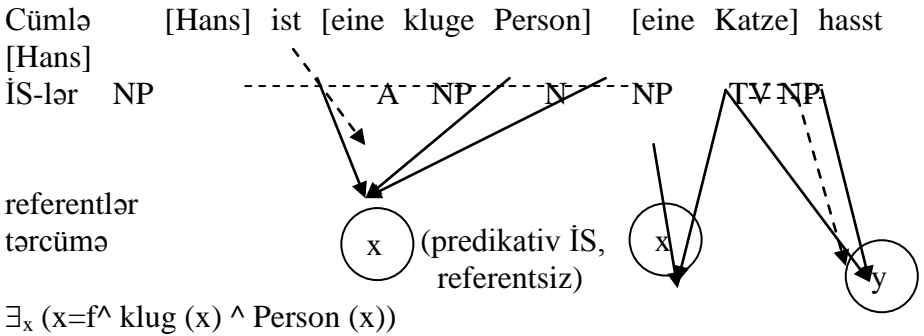 Cümlə [Hans] ist [eine kluge Person] [eine Katze] hasst
[Hans]
İS-lər NP A NP N NP TV NP
referentlər
tərcümə x (predikativ İS, x
referentsiz) y
∃x (x=f^ klug (x) ^ Person (x))